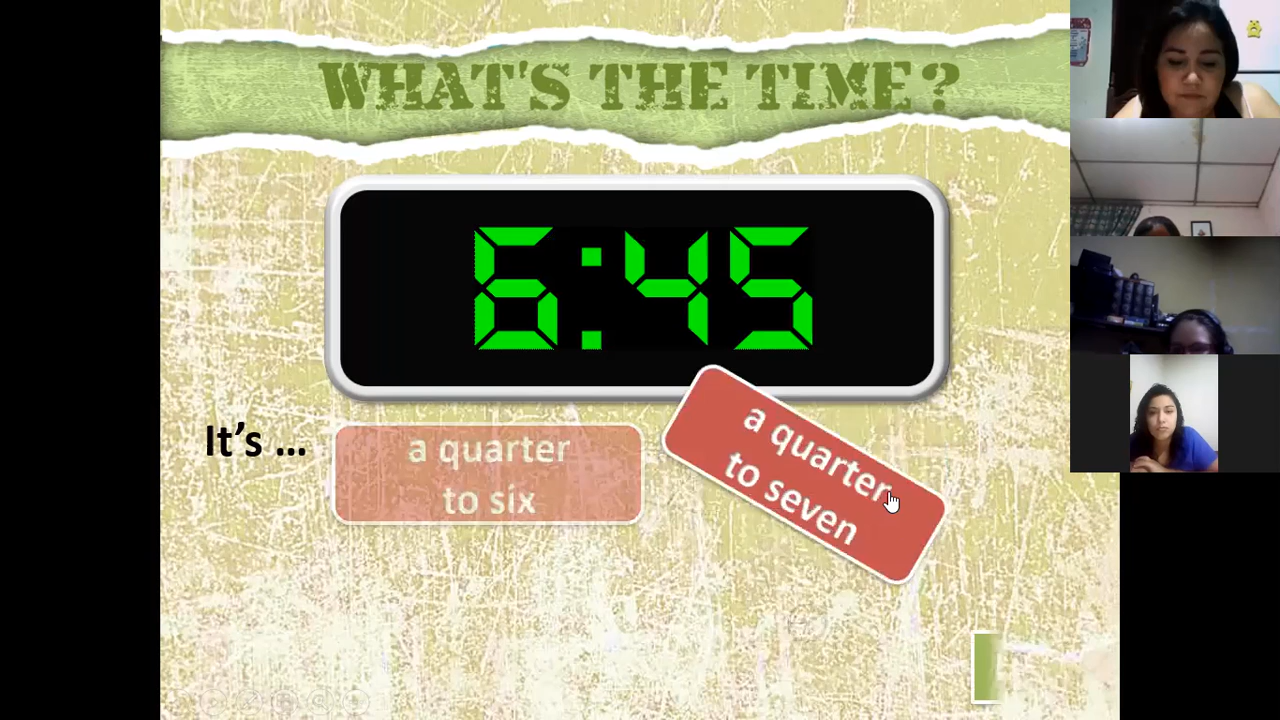 WHAT'S THE TIME?
6:45
It's ...
a quarter
to six
a quarter
to seven